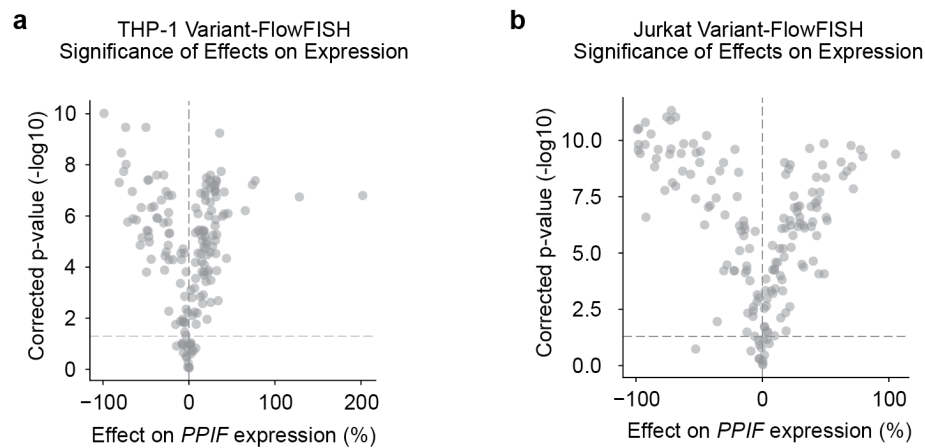 a
THP-1 Variant-FlowFISH
Significance of Effects on Expression
Corrected p-value (-log10)
10
8
6
4
2
0
−100
0
100
200
Effect on PPIF expression (%)
b
Jurkat Variant-FlowFISH
Significance of Effects on Expression
Corrected p-value (-log10)
10.0
7.5
5.0
2.5
0.0
−100
0
100
Effect on PPIF expression (%)